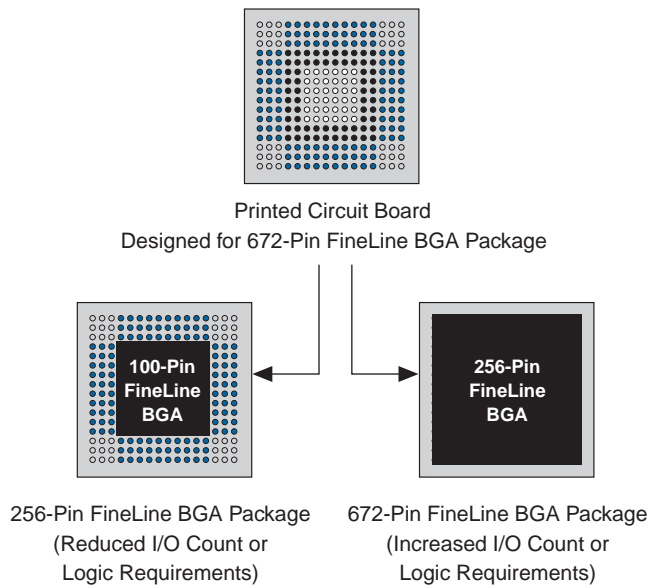 Printed Circuit Board
Designed for 672-Pin FineLine BGA Package
100-Pin
FineLine
BGA
256-Pin
FineLine
BGA
256-Pin FineLine BGA Package
(Reduced I/O Count or
Logic Requirements)
672-Pin FineLine BGA Package
(Increased I/O Count or
Logic Requirements)